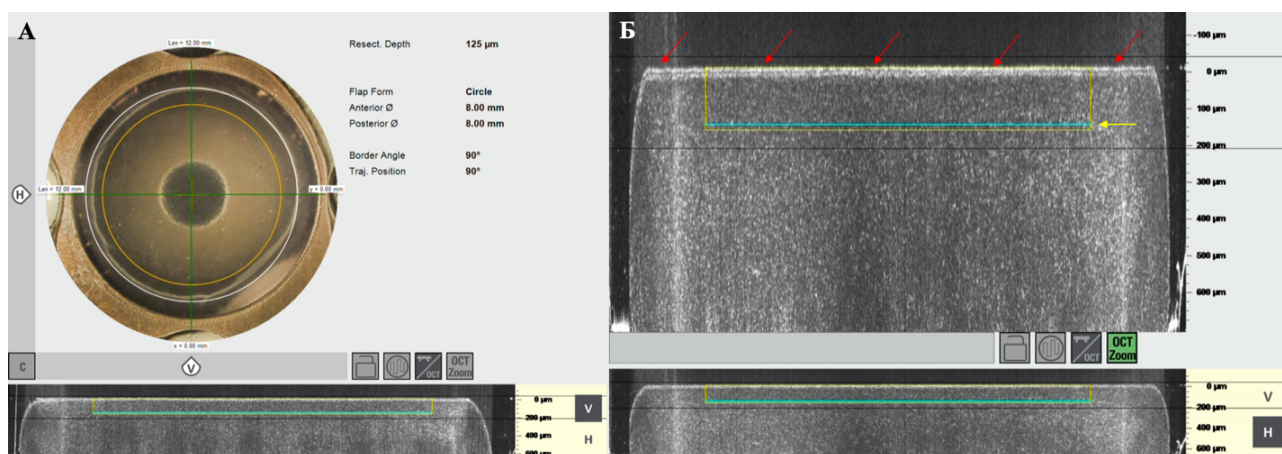 А
Len = 12.00 mm
Len = 12.00 mm
y = 0.00 mm
x = 0.00 mm
H
C
V
Resect. Depth 125 µm
Flap Form Circle
Anterior Ø 8.00 mm
Posterior Ø 8.00 mm
Border Angle 90°
Traj. Position 90°
OCT
OCT Zoom
0 µm
200 µm
400 µm
600 µm
V
H
Б
-100 µm
0 µm
100 µm
200 µm
300 µm
400 µm
500 µm
600 µm
OCT
OCT Zoom
0 µm
200 µm
400 µm
600 µm
V
H